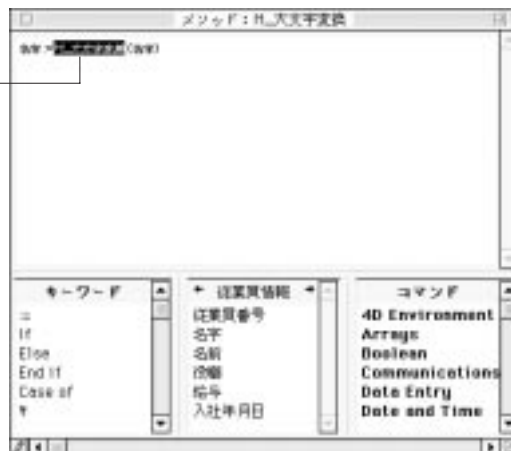 メソッド：M_大文字変換
キーワード
=
If
Else
End if
Case of
従業員情報
従業員番号
名字
名前
役職
給与
入社年月日
コマンド
4D Environment
Arrays
Boolean
Communications
Data Entry
Date and Time